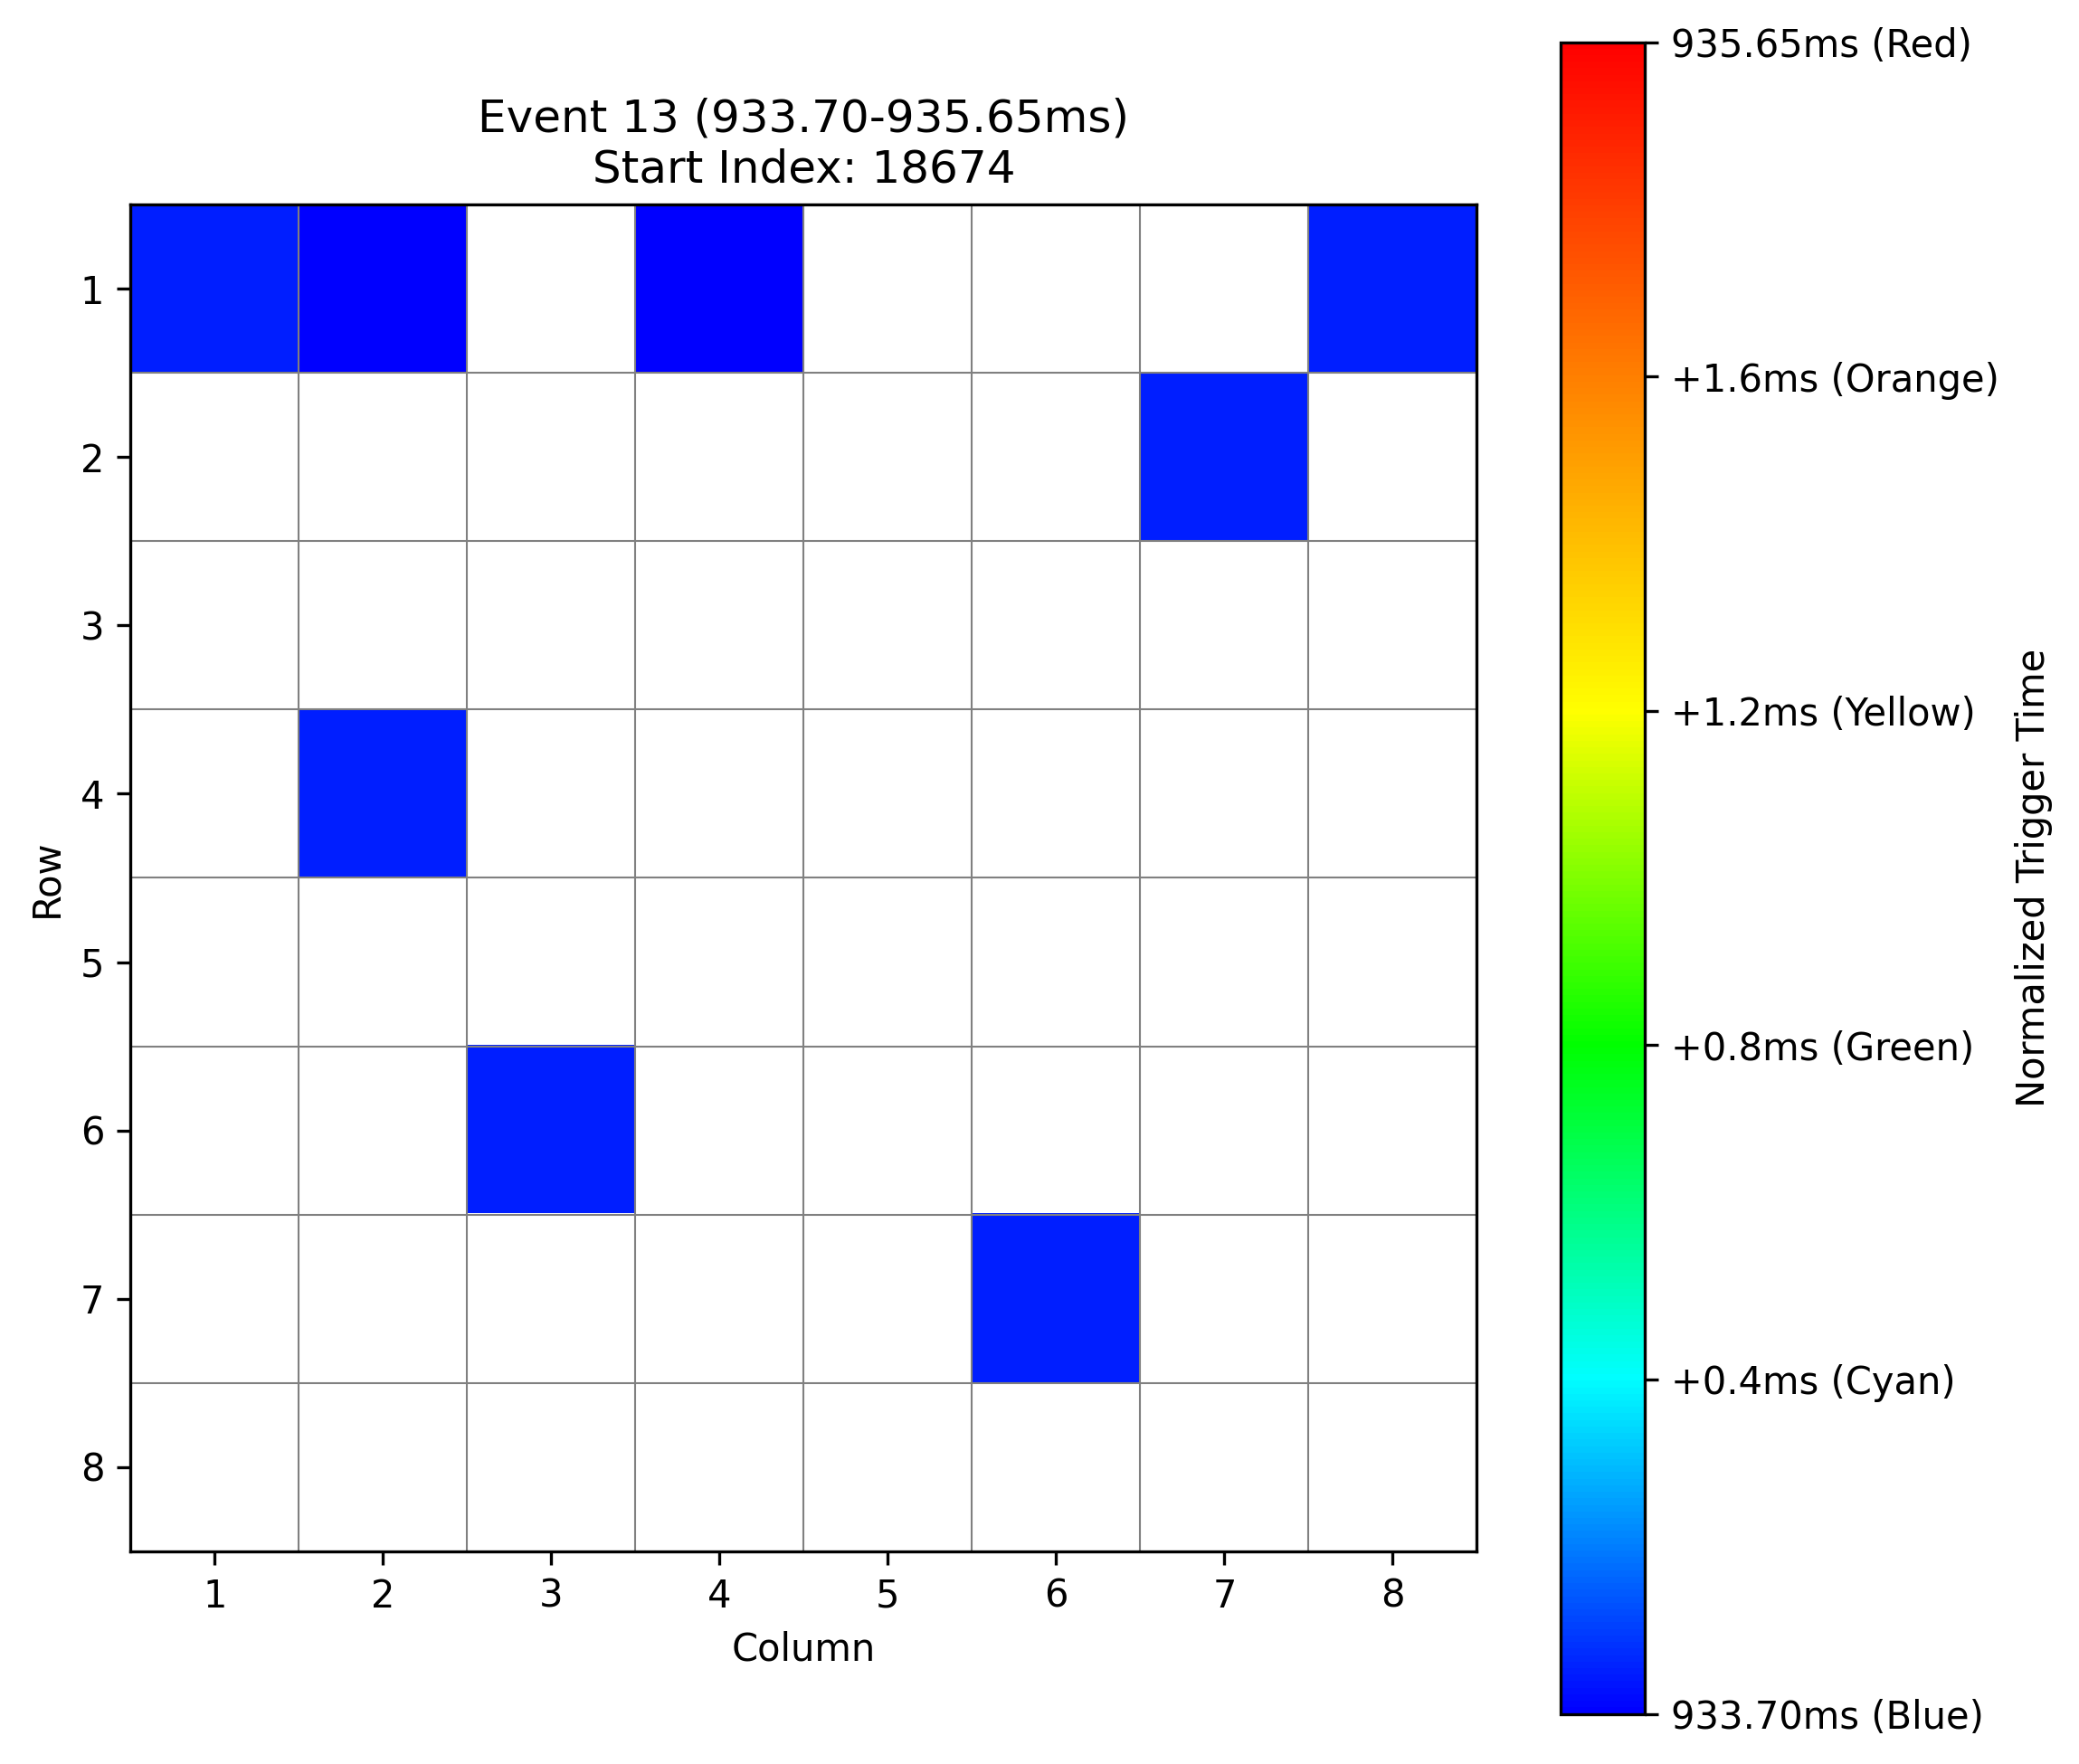 Event 13 (933.70-935.65ms)
Start Index: 18674
Row
1
2
3
4
5
6
7
8
1 2 3 4 5 6 7 8
Column
935.65ms (Red)
+1.6ms (Orange)
+1.2ms (Yellow)
+0.8ms (Green)
+0.4ms (Cyan)
933.70ms (Blue)
Normalized Trigger Time